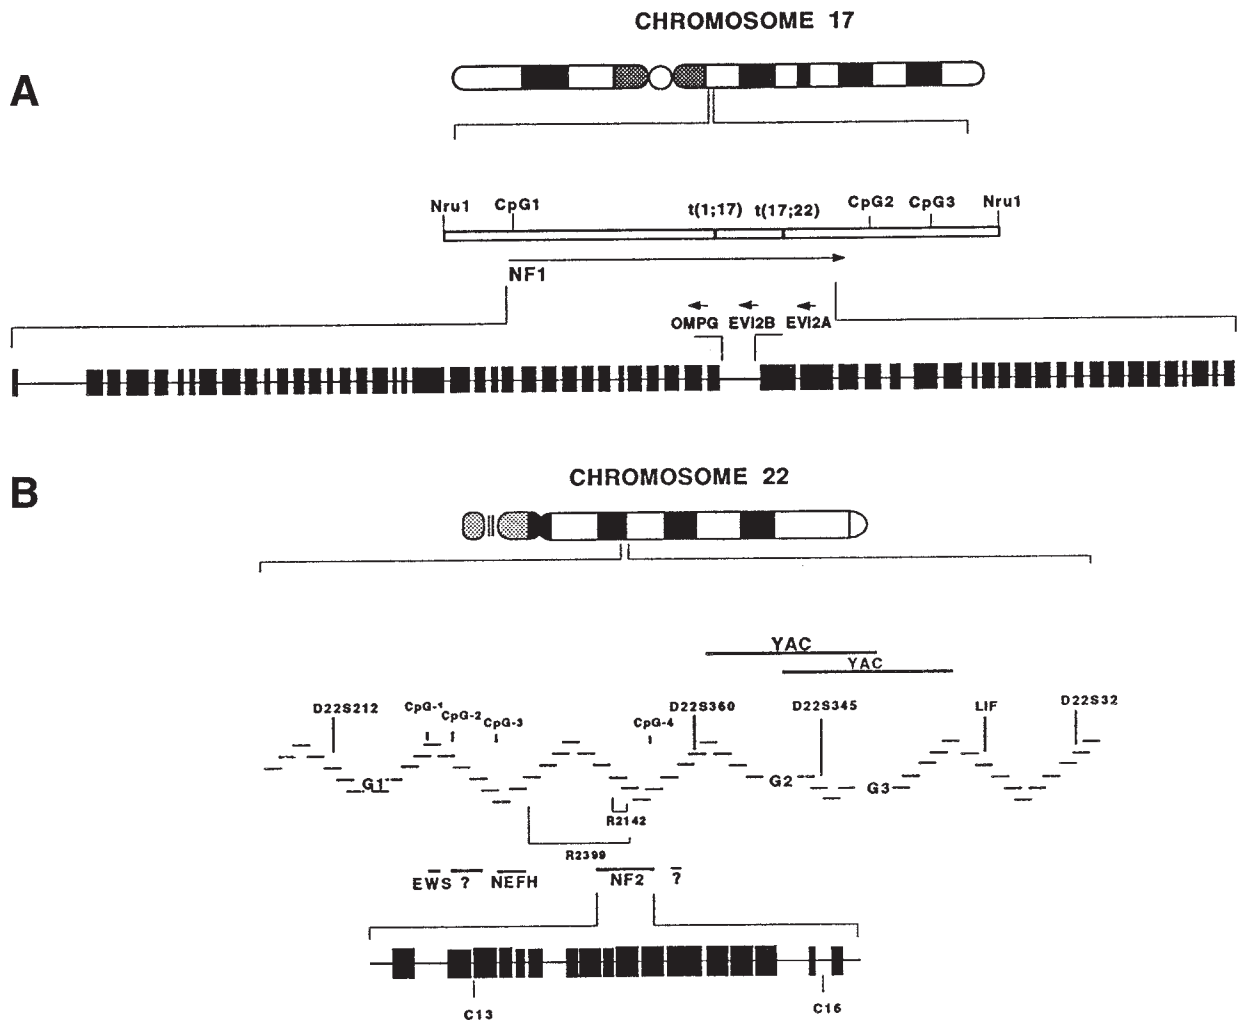 CHROMOSOME 17
A
Nru1 CpG1 t(1;17) t(17;22) CpG2 CpG3 Nru1
NF1
OMPG EVI2B EVI2A
CHROMOSOME 22
B
YAC
YAC
D22S212 CpG-1 CpG-2 CpG-3 CpG-4 D22S360 D22S345 LIF D22S32
G1 G2 G3
R2142
R2399
EWS ? NEFH NF2 ?
C13 C16